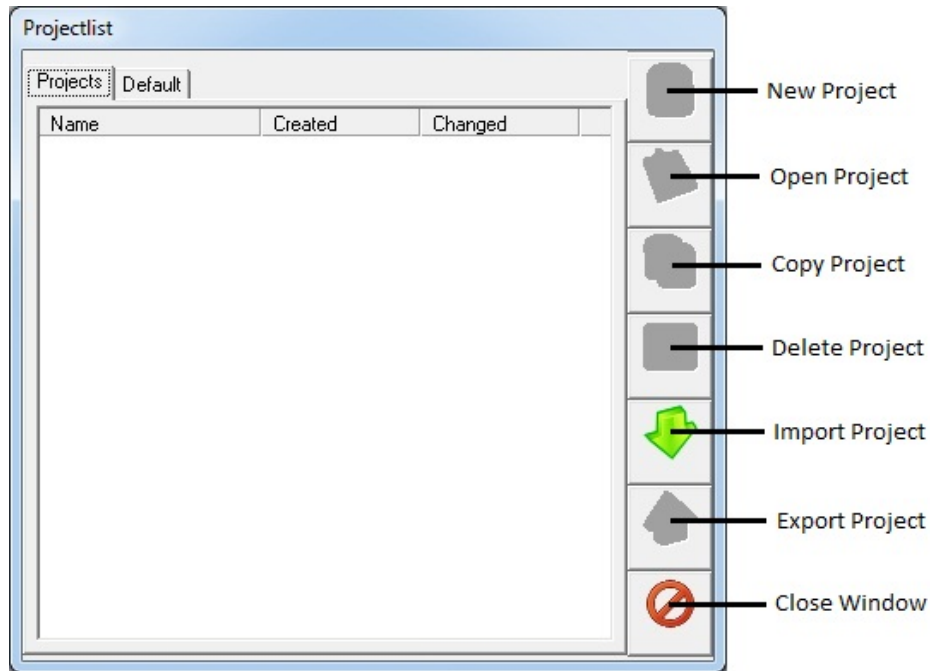 Projectlist
Projects Default
Name Created Changed
New Project
Open Project
Copy Project
Delete Project
Import Project
Export Project
Close Window